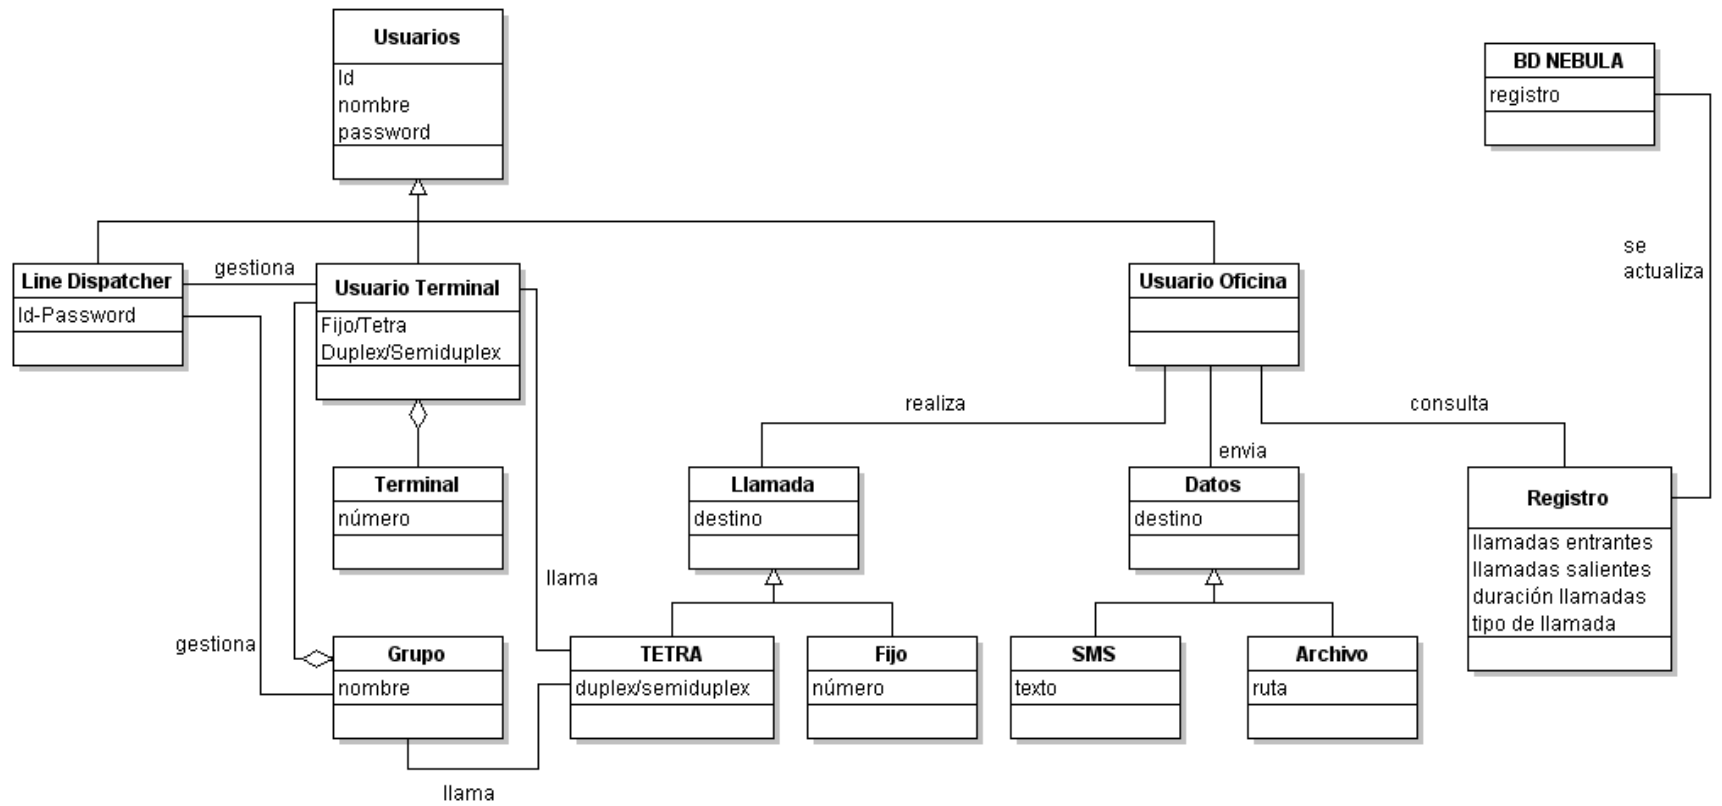 Usuarios
Id
nombre
password
BD NEBULA
registro
se
actualiza
Line Dispatcher
Id-Password
gestiona
Usuario Terminal
Fijo/Tetra
Duplex/Semiduplex
Usuario Oficina
realiza
envia
consulta
Terminal
número
Llamada
destino
Datos
destino
Registro
llamadas entrantes
llamadas salientes
duración llamadas
tipo de llamada
llama
gestiona
Grupo
nombre
TETRA
duplex/semiduplex
Fijo
número
SMS
texto
Archivo
ruta
llama